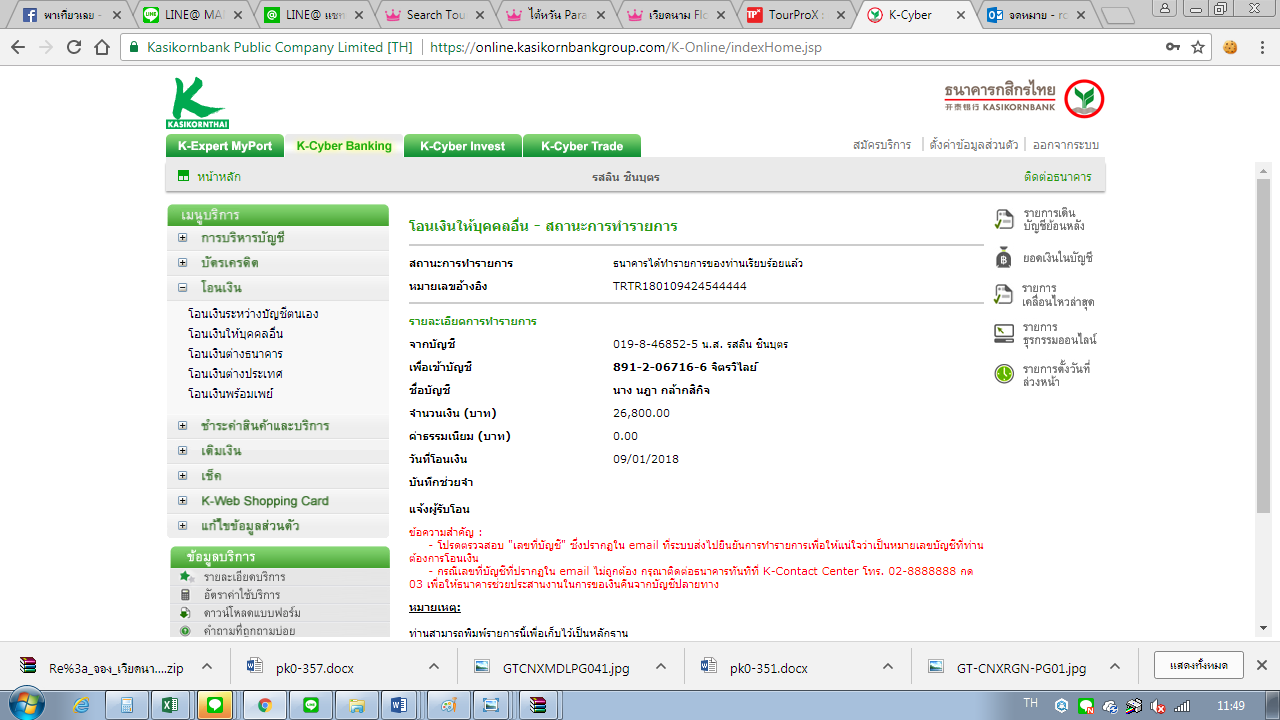 พาเที่ยวเลย -
LINE@ MA
LINE@ แชท
Search Tou
ไต้หวัน Para
เวียดนาม Flo
TourProX :
K-Cyber
จดหมาย - ro
Kasikornbank Public Company Limited [TH]
https://online.kasikornbankgroup.com/K-Online/indexHome.jsp
KASIKORNTHAI
ธนาคารกสิกรไทย
开泰银行 KASIKORNBANK
K-Expert MyPort
K-Cyber Banking
K-Cyber Invest
K-Cyber Trade
สมัครบริการ
ตั้งค่าข้อมูลส่วนตัว
ออกจากระบบ
หน้าหลัก
รสลิน ชินบุตร
ติดต่อธนาคาร
เมนูบริการ
การบริหารบัญชี
บัตรเครดิต
โอนเงิน
โอนเงินระหว่างบัญชีตนเอง
โอนเงินให้บุคคลอื่น
โอนเงินต่างธนาคาร
โอนเงินต่างประเทศ
โอนเงินพร้อมเพย์
ชำระค่าสินค้าและบริการ
เติมเงิน
เช็ค
K-Web Shopping Card
แก้ไขข้อมูลส่วนตัว
ข้อมูลบริการ
รายละเอียดบริการ
อัตราค่าใช้บริการ
ดาวน์โหลดแบบฟอร์ม
คำถามที่ถูกถามบ่อย
โอนเงินให้บุคคลอื่น - สถานะการทำรายการ
สถานะการทำรายการ ธนาคารได้ทำรายการของท่านเรียบร้อยแล้ว
หมายเลขอ้างอิง TRTR180109424544444
รายละเอียดการทำรายการ
จากบัญชี 019-8-46852-5 น.ส. รสลิน ชินบุตร
เพื่อเข้าบัญชี 891-2-06716-6 จิตรวิไลย์
ชื่อบัญชี นาง นฎา กล้ากสิกิจ
จำนวนเงิน (บาท) 26,800.00
ค่าธรรมเนียม (บาท) 0.00
วันที่โอนเงิน 09/01/2018
บันทึกช่วยจำ
แจ้งผู้รับโอน
ข้อความสำคัญ :
- โปรดตรวจสอบ "เลขที่บัญชี" ซึ่งปรากฏใน email ที่ระบบส่งไปยืนยันการทำรายการเพื่อให้แน่ใจว่าเป็นหมายเลขบัญชีที่ท่าน
ต้องการโอนเงิน
- กรณีเลขที่บัญชีที่ปรากฏใน email ไม่ถูกต้อง กรุณาติดต่อธนาคารทันทีที่ K-Contact Center โทร. 02-8888888 กด
03 เพื่อให้ธนาคารช่วยประสานงานในการขอเงินคืนจากบัญชีปลายทาง
หมายเหตุ:
ท่านสามารถพิมพ์รายการนี้เพื่อเก็บไว้เป็นหลักฐาน
รายการเดิน
บัญชีย้อนหลัง
ยอดเงินในบัญชี
รายการ
เคลื่อนไหวล่าสุด
รายการ
ธุรกรรมออนไลน์
รายการตั้งวันที่
ล่วงหน้า
Re%3a_จอง_เวียดนา....zip
pk0-357.docx
GTCNXMDLPG041.jpg
pk0-351.docx
GT-CNXRGN-PG01.jpg
แสดงทั้งหมด
TH
11:49